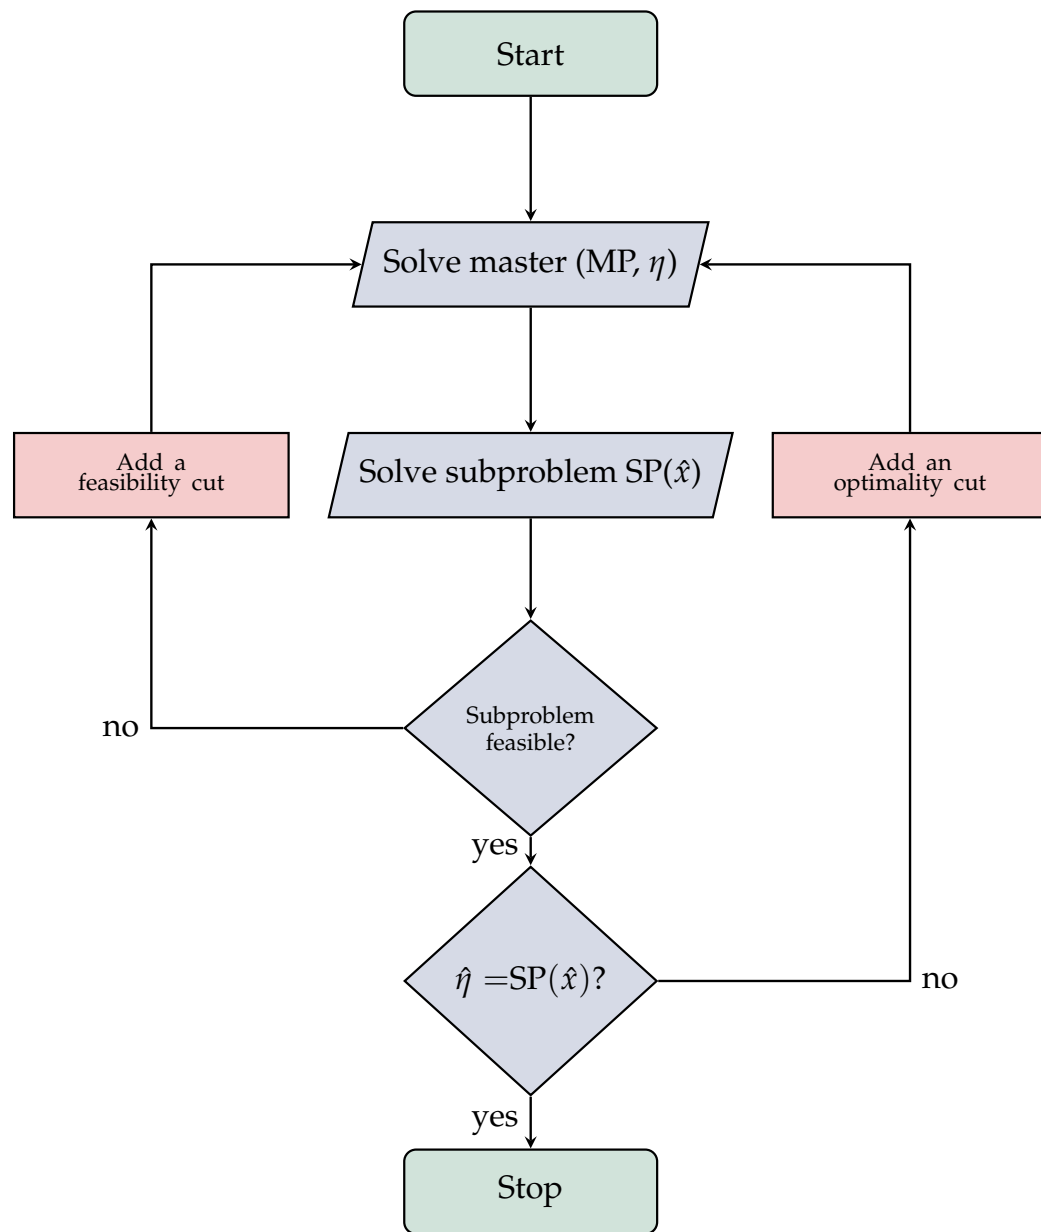 Start
Solve master (MP, η)
Add a
feasibility cut
Solve subproblem SP(x̂)
Add an
optimality cut
Subproblem
feasible?
no
yes
η̂ =SP(x̂)?
no
yes
Stop